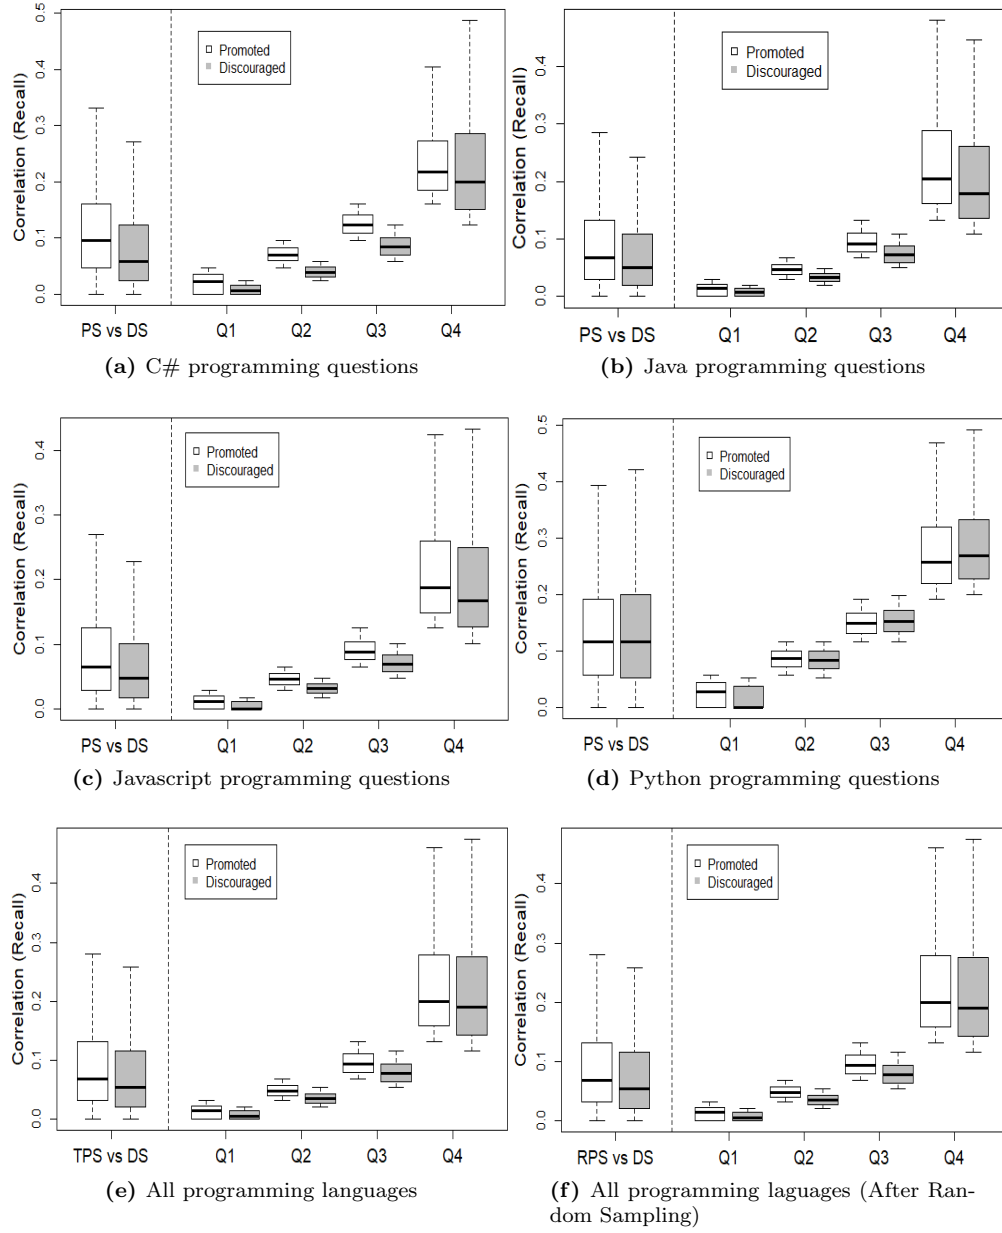 0.5
0.4
0.3
0.2
0.1
0.0
Correlation (Recall)
Promoted
Discouraged
PS vs DS Q1 Q2 Q3 Q4
(a) C# programming questions
0.4
0.3
0.2
0.1
0.0
Correlation (Recall)
Promoted
Discouraged
PS vs DS Q1 Q2 Q3 Q4
(b) Java programming questions
0.4
0.3
0.2
0.1
0.0
Correlation (Recall)
Promoted
Discouraged
PS vs DS Q1 Q2 Q3 Q4
(c) Javascript programming questions
0.5
0.4
0.3
0.2
0.1
0.0
Correlation (Recall)
Promoted
Discouraged
PS vs DS Q1 Q2 Q3 Q4
(d) Python programming questions
0.4
0.3
0.2
0.1
0.0
Correlation (Recall)
Promoted
Discouraged
TPS vs DS Q1 Q2 Q3 Q4
(e) All programming languages
0.4
0.3
0.2
0.1
0.0
Correlation (Recall)
Promoted
Discouraged
RPS vs DS Q1 Q2 Q3 Q4
(f) All programming laguages (After Ran-
dom Sampling)